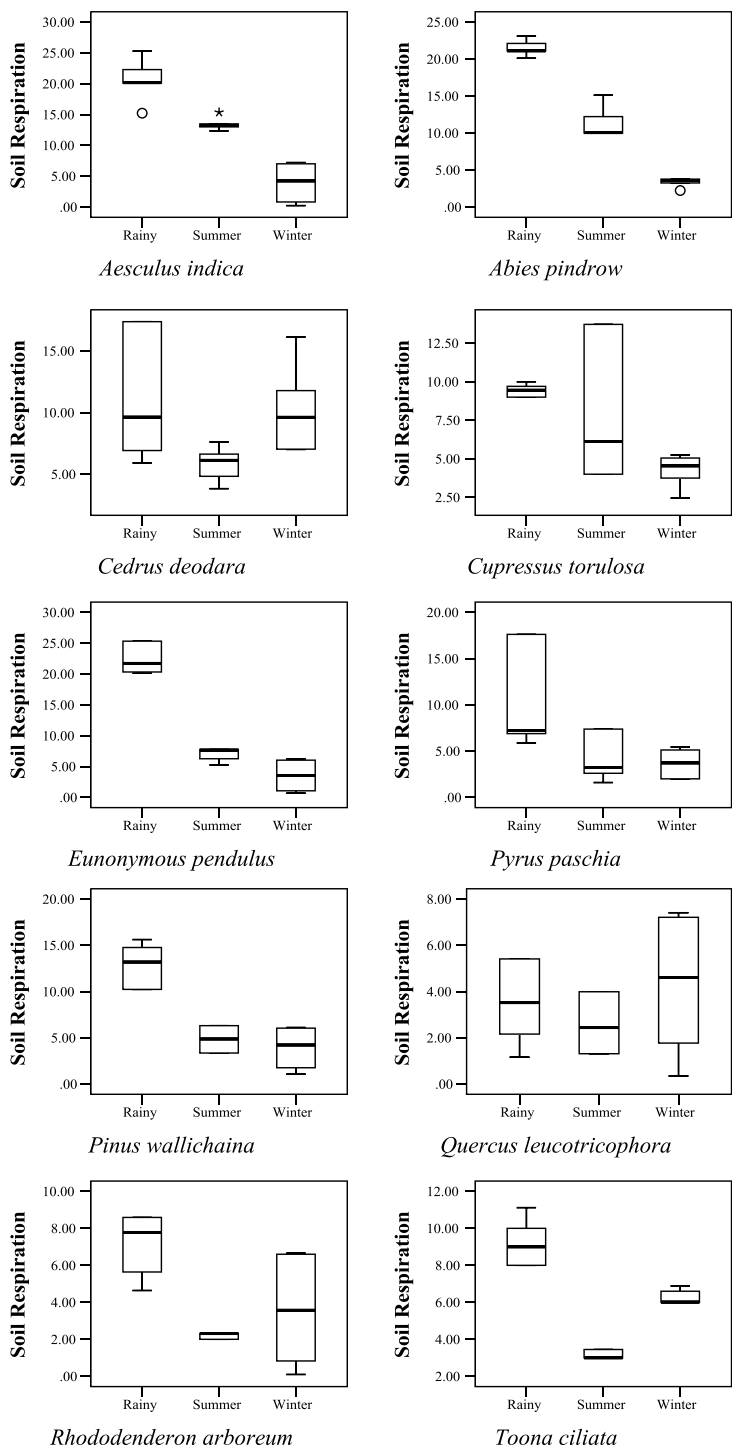 30.00
25.00
20.00
15.00
10.00
5.00
.00
Soil Respiration
Rainy Summer Winter
Aesculus indica
25.00
20.00
15.00
10.00
5.00
.00
Soil Respiration
Rainy Summer Winter
Abies pindrow
15.00
10.00
5.00
Soil Respiration
Rainy Summer Winter
Cedrus deodara
12.50
10.00
7.50
5.00
2.50
Soil Respiration
Rainy Summer Winter
Cupressus torulosa
30.00
25.00
20.00
15.00
10.00
5.00
.00
Soil Respiration
Rainy Summer Winter
Eunonymous pendulus
20.00
15.00
10.00
5.00
.00
Soil Respiration
Rainy Summer Winter
Pyrus paschia
20.00
15.00
10.00
5.00
.00
Soil Respiration
Rainy Summer Winter
Pinus wallichaina
8.00
6.00
4.00
2.00
.00
Soil Respiration
Rainy Summer Winter
Quercus leucotricophora
10.00
8.00
6.00
4.00
2.00
.00
Soil Respiration
Rainy Summer Winter
Rhododenderon arboreum
12.00
10.00
8.00
6.00
4.00
2.00
Soil Respiration
Rainy Summer Winter
Toona ciliata